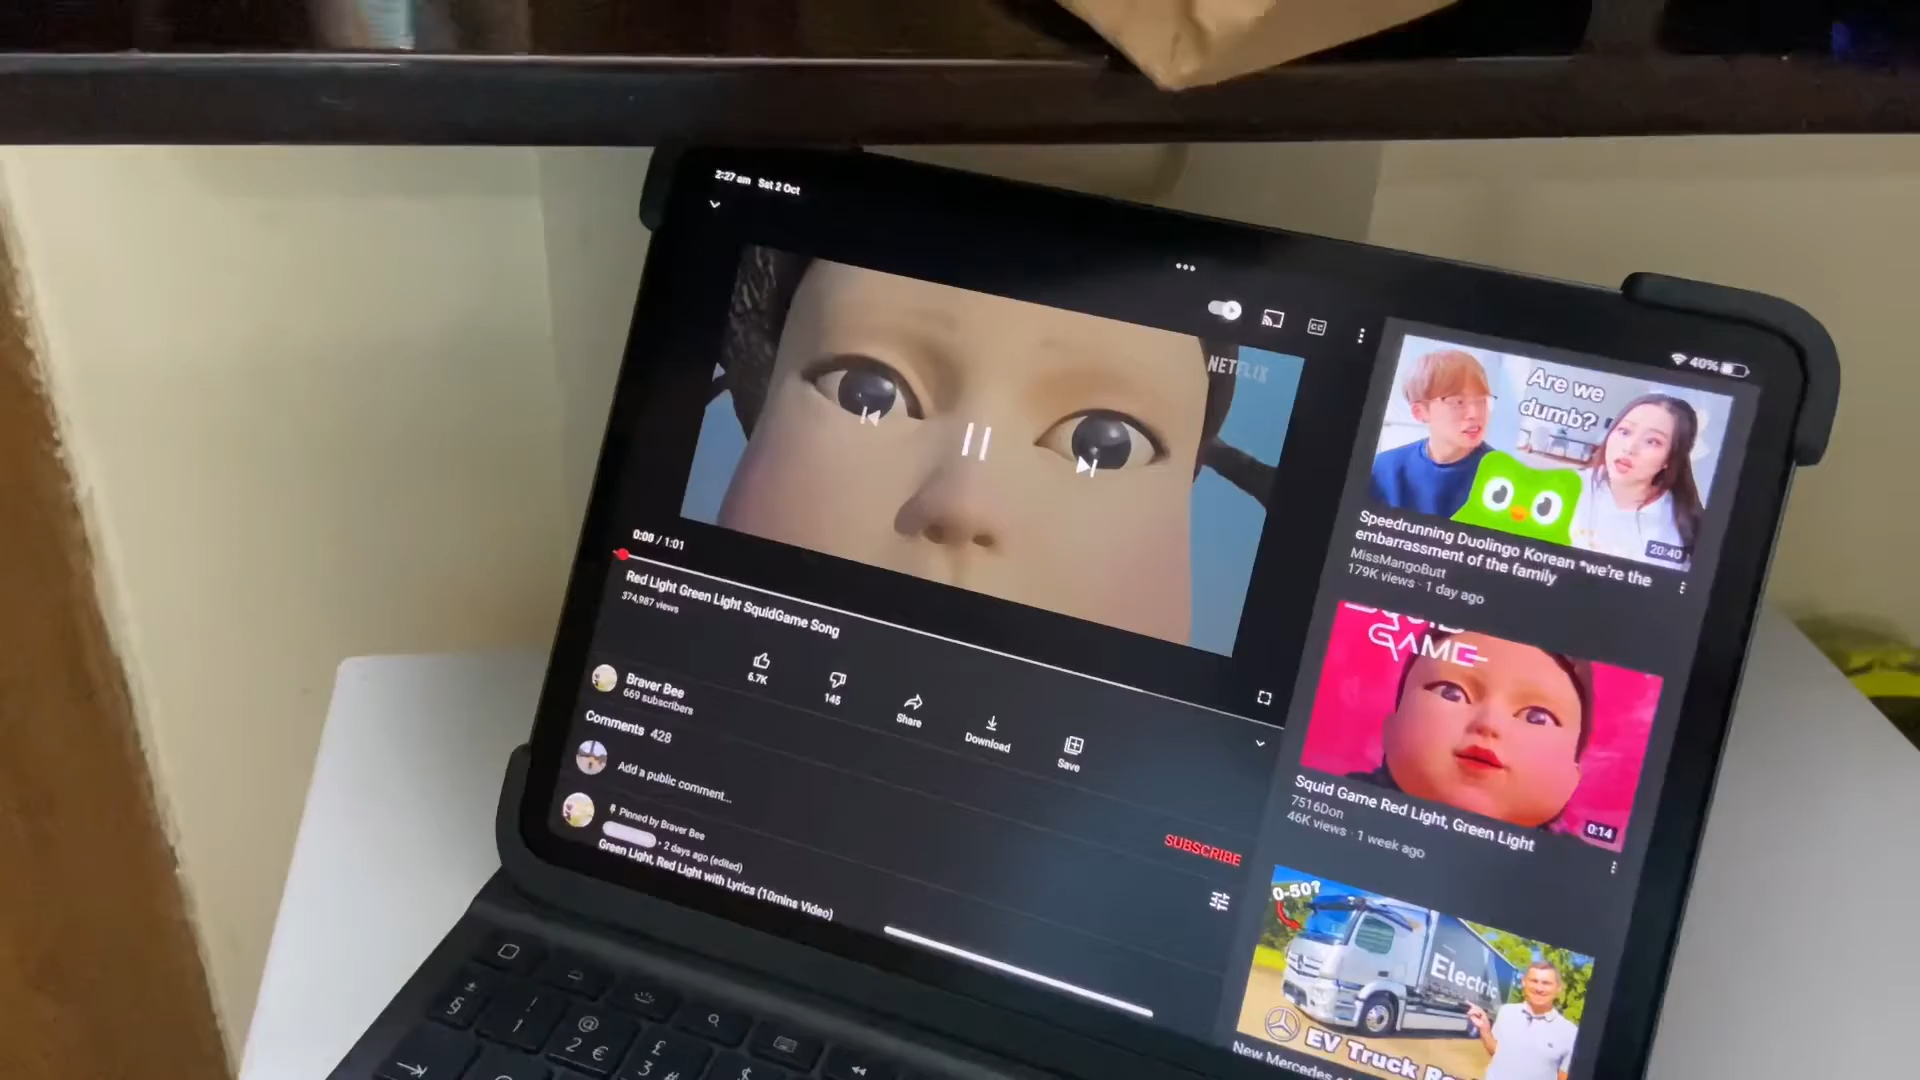 2:27 am Sat 2 Oct
40%
NETFLIX
CC
0:00 / 1:01
Red Light Green Light SquidGame Song
374,987 views
6.7K
145
Share
Download
Save
Braver Bee
669 subscribers
SUBSCRIBE
Comments 428
Add a public comment...
Pinned by Braver Bee
• 2 days ago (edited)
Green Light, Red Light with Lyrics (10mins Video)
Are we
dumb?
20:40
Speedrunning Duolingo Korean *we're the
embarrassment of the family
MissMangoButt
179K views · 1 day ago
SQUID
GAME
0:14
Squid Game Red Light, Green Light
7516Don
46K views · 1 week ago
0-50?
Electric
EV Truck
New Mercedes
± § ! 1 @ 2 € £ 3 # $